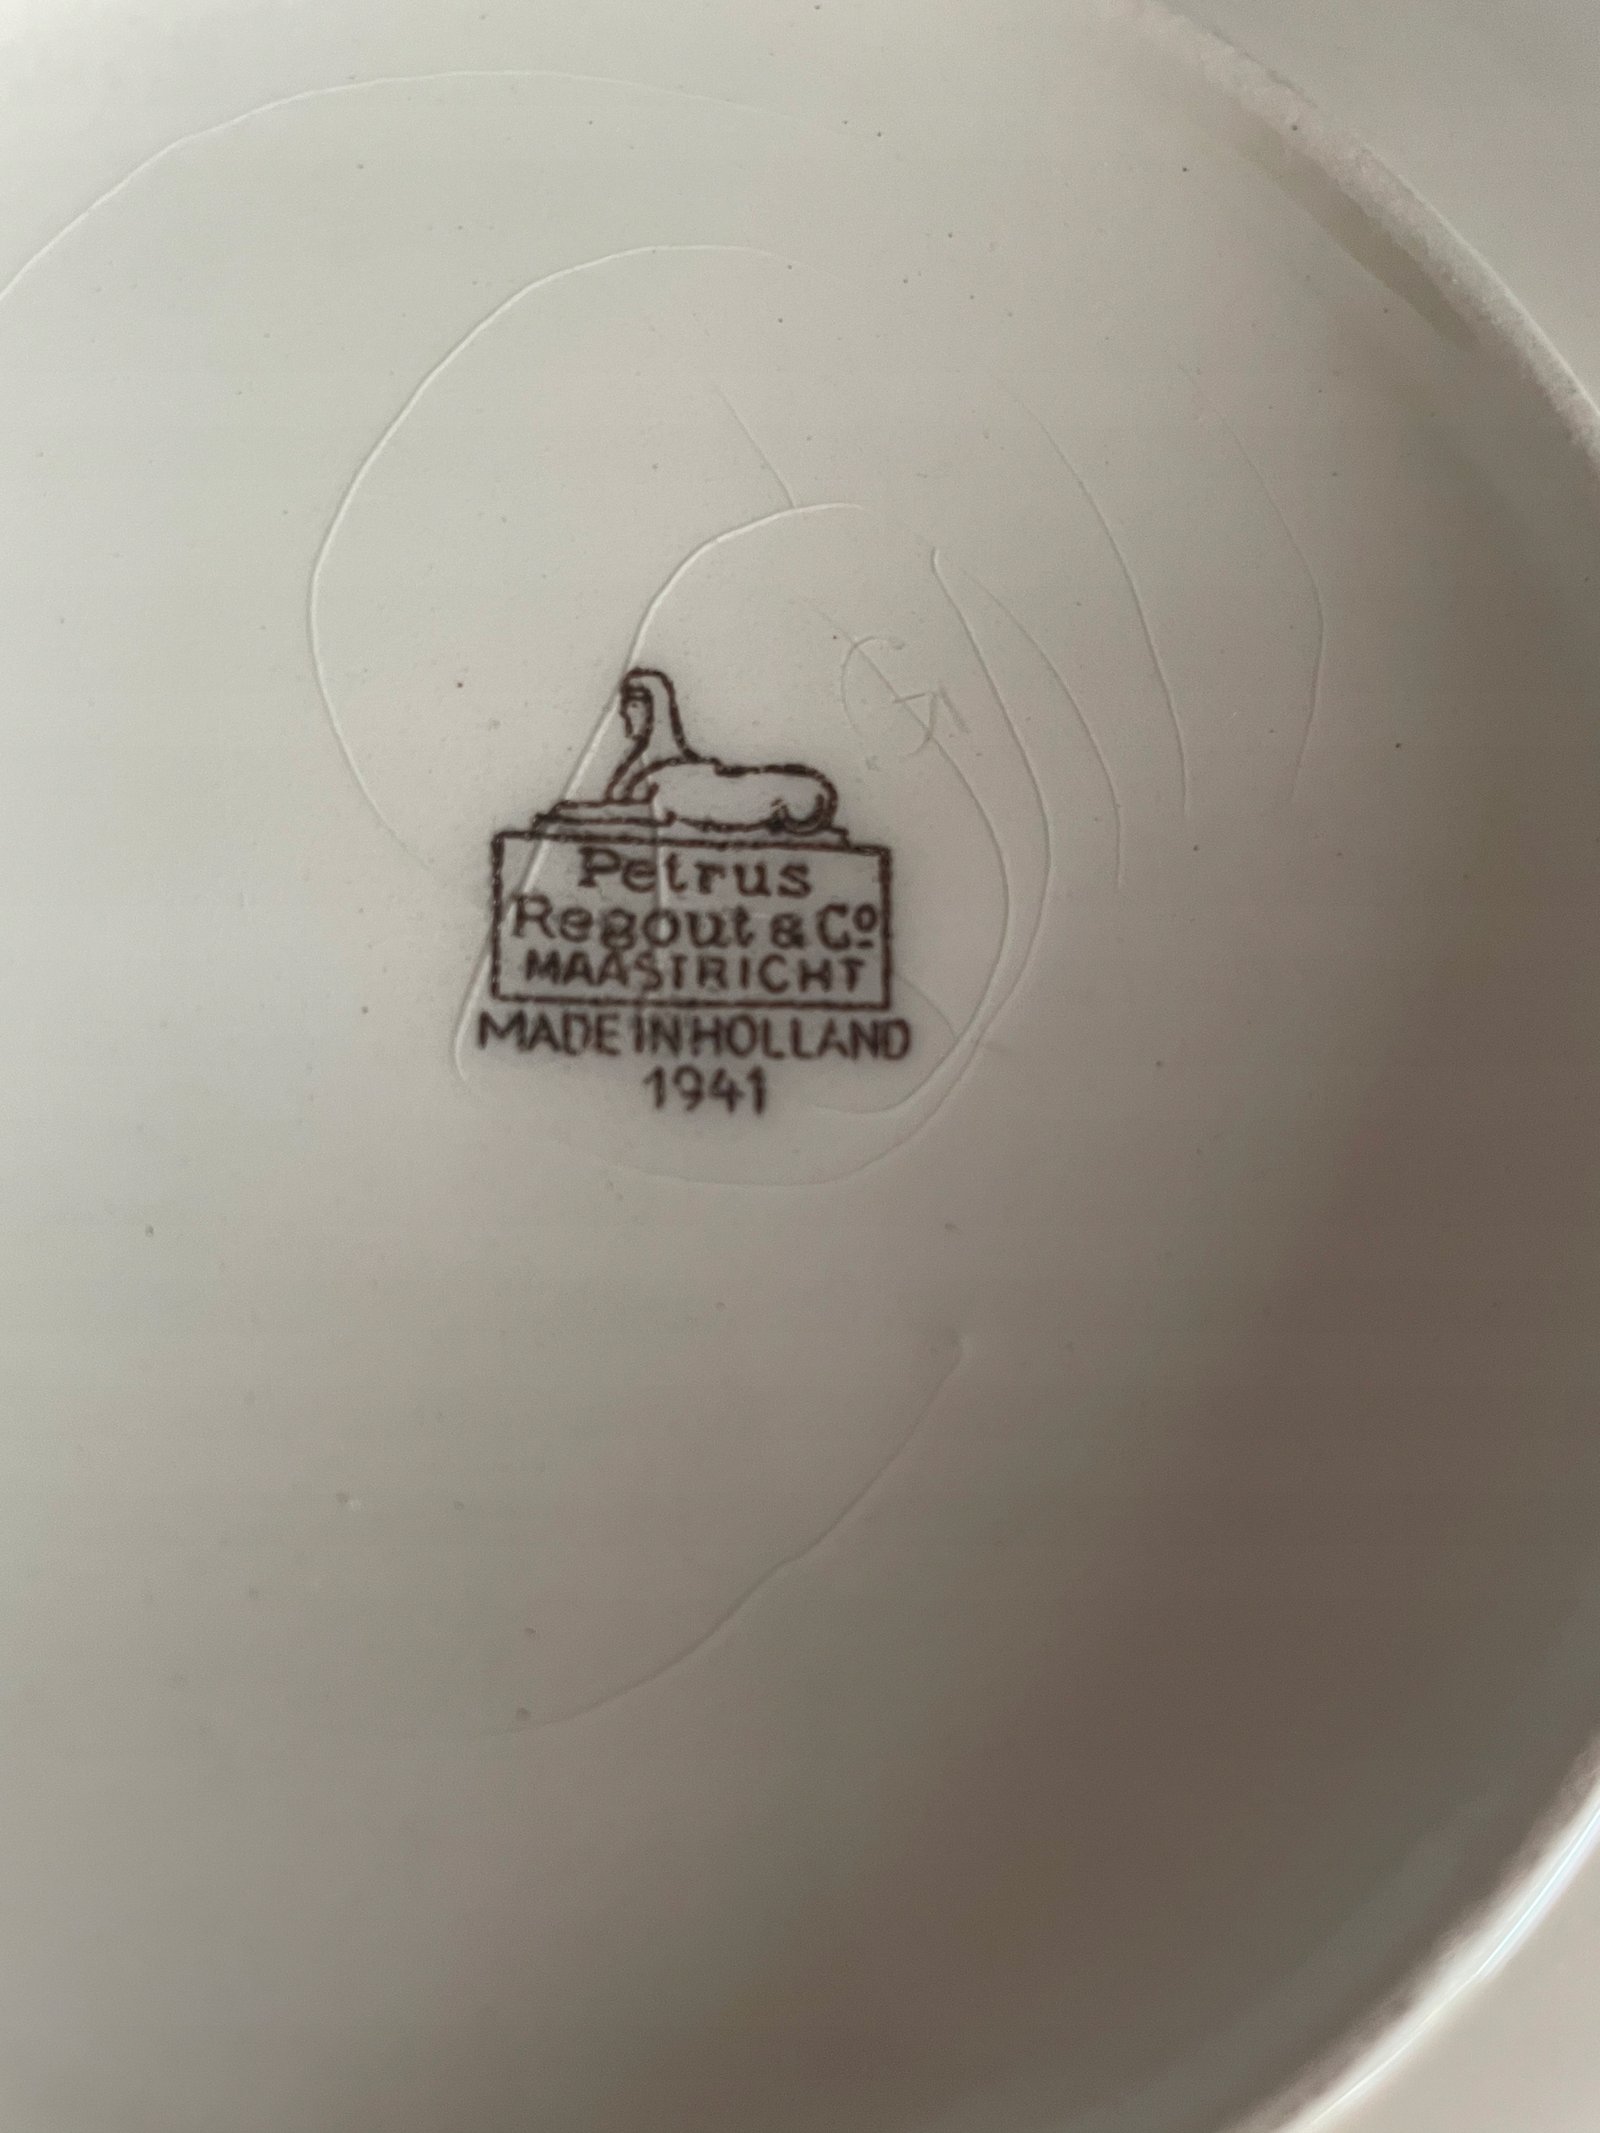 Petrus
Regout & Cº
MAASTRICHT
MADE IN HOLLAND
1941